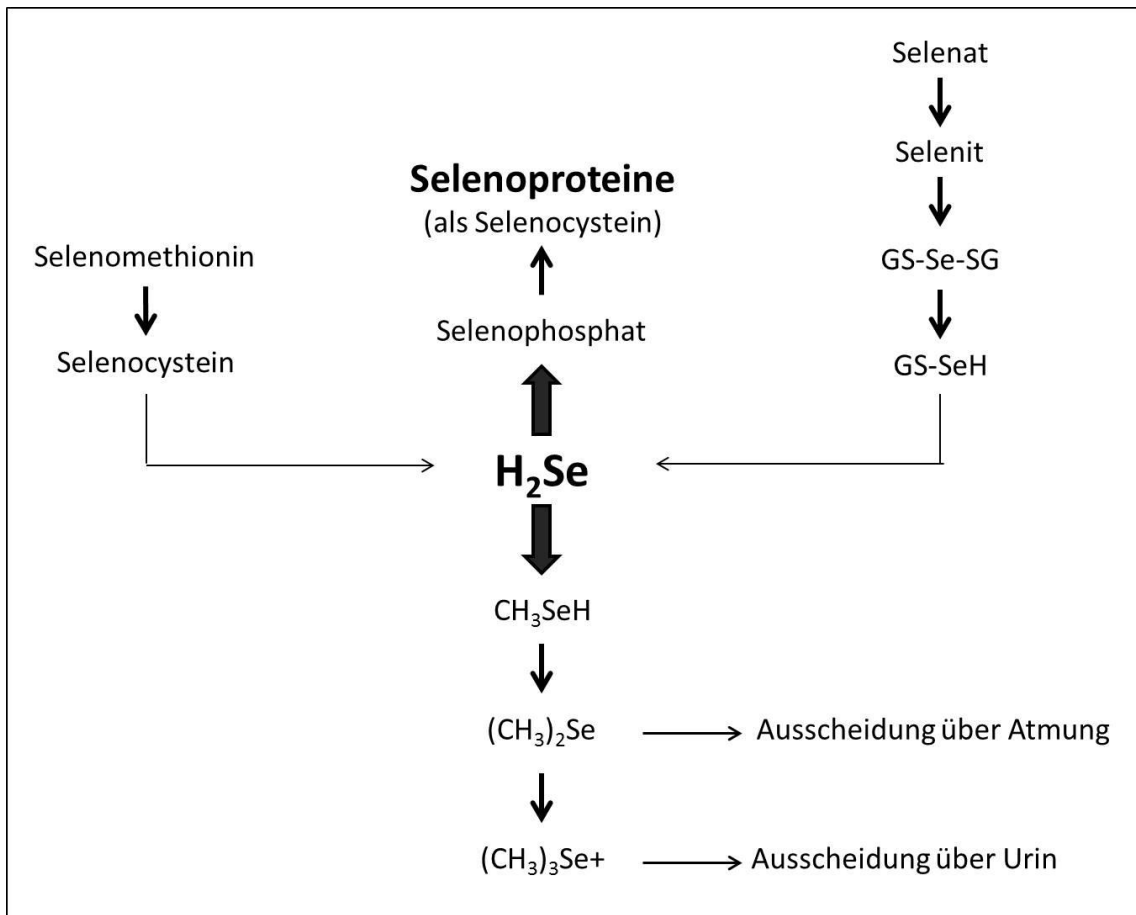 Selenat
Selenit
Selenoproteine
(als Selenocystein)
Selenomethionin
GS-Se-SG
Selenophosphat
Selenocystein
GS-SeH
H₂Se
CH₃SeH
(CH₃)₂Se
Ausscheidung über Atmung
(CH₃)₃Se+
Ausscheidung über Urin